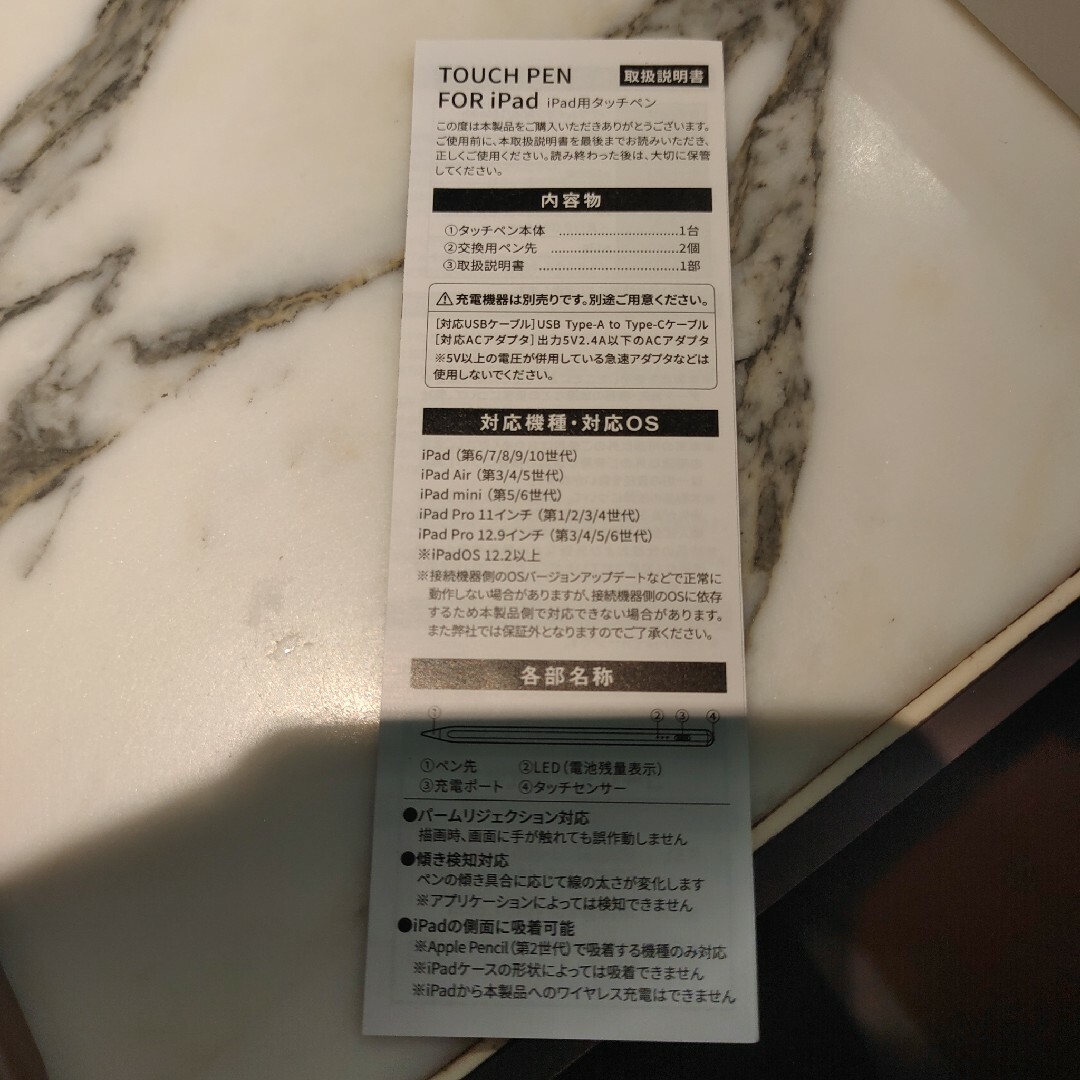 TOUCH PEN 取扱説明書
FOR iPad iPad用タッチペン
この度は本製品をご購入いただきありがとうございます。
ご使用前に、本取扱説明書を最後までお読みいただき、
正しくご使用ください。読み終わった後は、大切に保管
してください。
内容物
①タッチペン本体 ...............................1台
②交換用ペン先 .................................2個
③取扱説明書 ....................................1部
⚠充電機器は別売りです。別途ご用意ください。
[対応USBケーブル]USB Type-A to Type-Cケーブル
[対応ACアダプタ]出力5V2.4A以下のACアダプタ
※5V以上の電圧が併用している急速アダプタなどは
使用しないでください。
対応機種・対応OS
iPad (第6/7/8/9/10世代)
iPad Air (第3/4/5世代)
iPad mini (第5/6世代)
iPad Pro 11インチ (第1/2/3/4世代)
iPad Pro 12.9インチ (第3/4/5/6世代)
※iPadOS 12.2以上
※接続機器側のOSバージョンアップデートなどで正常に
動作しない場合がありますが、接続機器側のOSに依存
するため本製品側で対応できない場合があります。
また弊社では保証外となりますのでご了承ください。
各部名称
① ② ③ ④
①ペン先 ②LED(電池残量表示)
③充電ポート ④タッチセンサー
●パームリジェクション対応
描画時、画面に手が触れても誤作動しません
●傾き検知対応
ペンの傾き具合に応じて線の太さが変化します
※アプリケーションによっては検知できません
●iPadの側面に吸着可能
※Apple Pencil(第2世代)で吸着する機種のみ対応
※iPadケースの形状によっては吸着できません
※iPadから本製品へのワイヤレス充電はできません